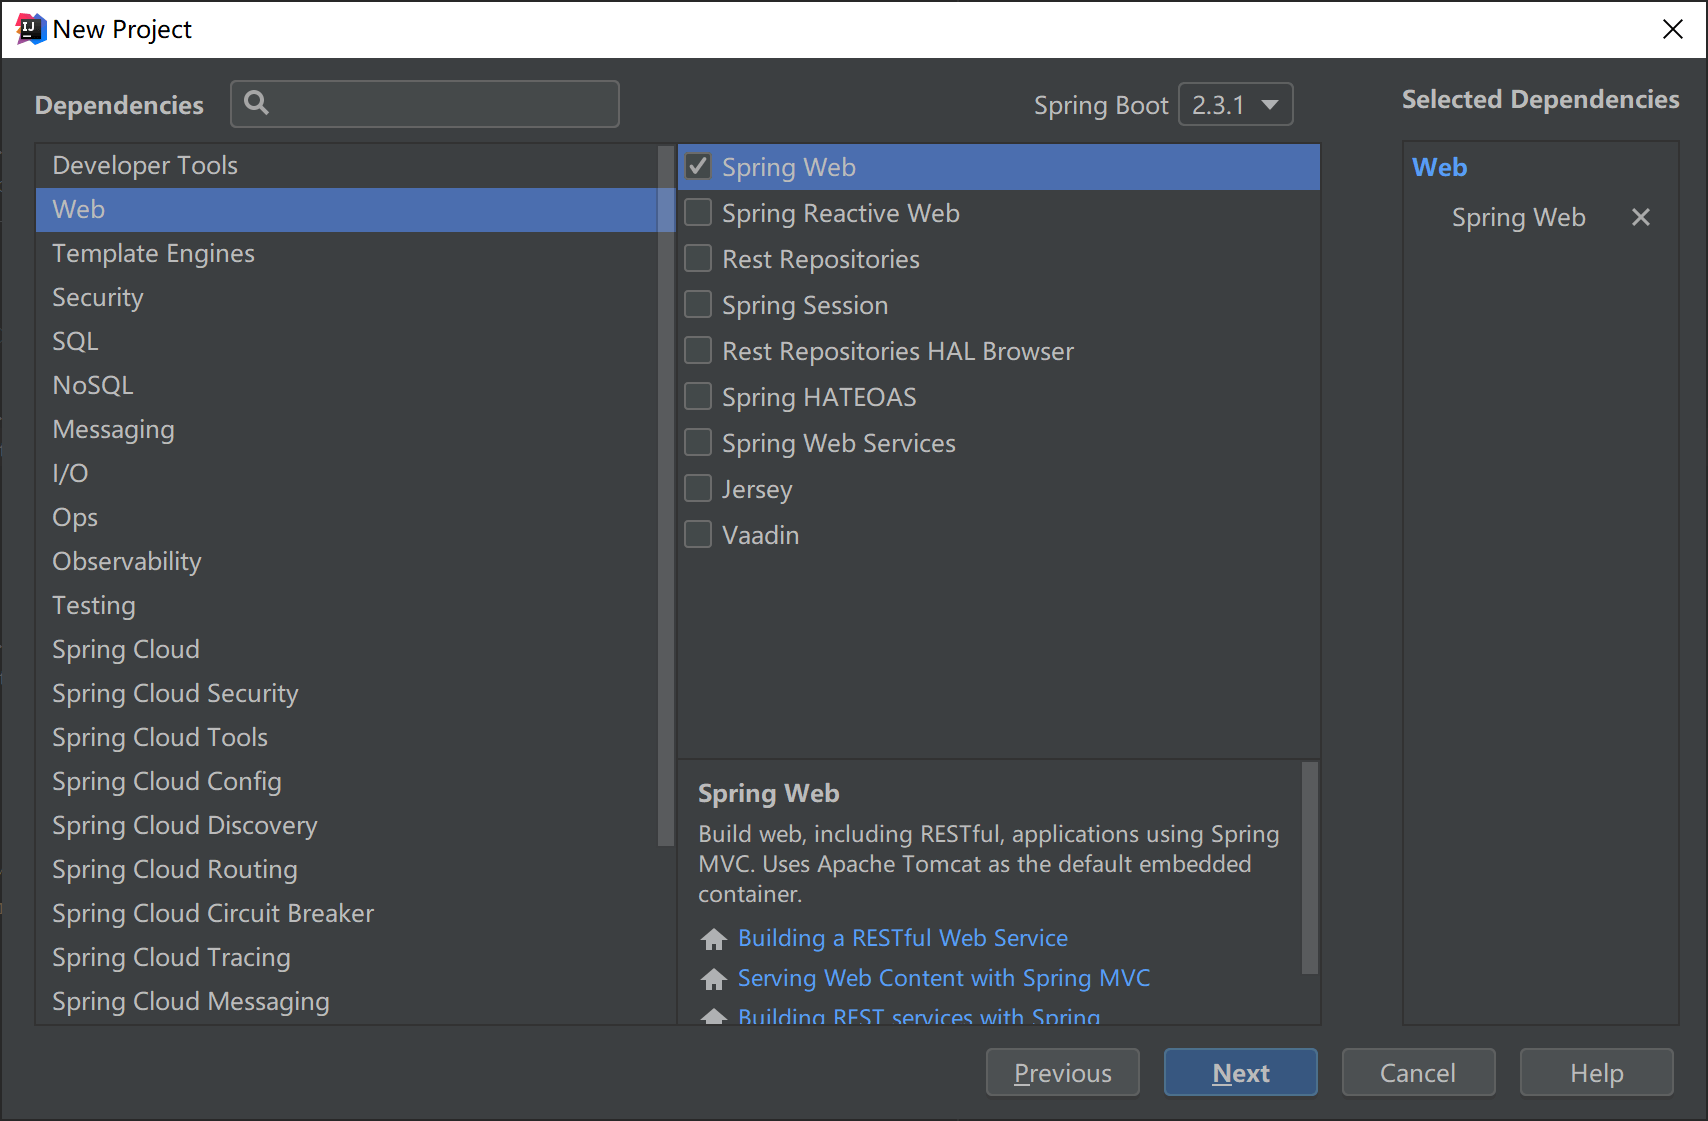 New Project
Dependencies
Spring Boot 2.3.1
Selected Dependencies
Developer Tools
Web
Template Engines
Security
SQL
NoSQL
Messaging
I/O
Ops
Observability
Testing
Spring Cloud
Spring Cloud Security
Spring Cloud Tools
Spring Cloud Config
Spring Cloud Discovery
Spring Cloud Routing
Spring Cloud Circuit Breaker
Spring Cloud Tracing
Spring Cloud Messaging
Spring Web
Spring Reactive Web
Rest Repositories
Spring Session
Rest Repositories HAL Browser
Spring HATEOAS
Spring Web Services
Jersey
Vaadin
Spring Web
Build web, including RESTful, applications using Spring
MVC. Uses Apache Tomcat as the default embedded
container.
Building a RESTful Web Service
Serving Web Content with Spring MVC
Building REST services with Spring
Web
Spring Web
Previous
Next
Cancel
Help